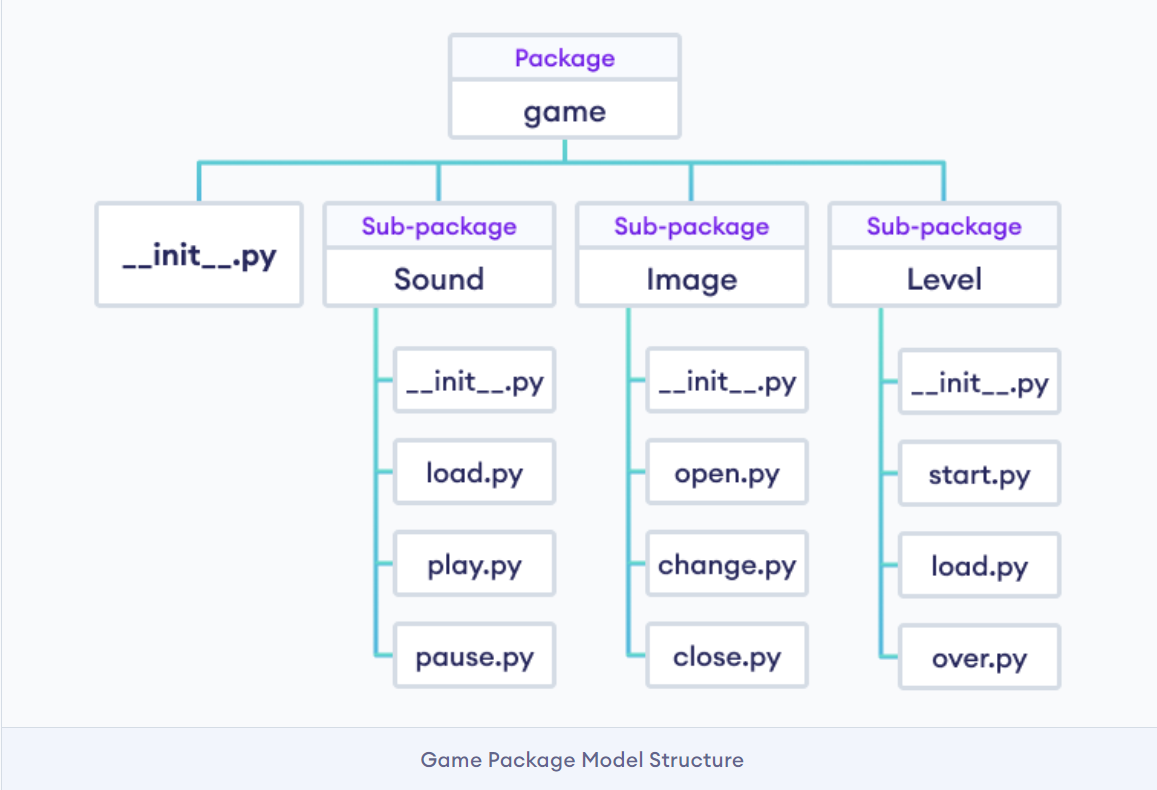 Package
game
__init__.py
Sub-package
Sound
__init__.py
load.py
play.py
pause.py
Sub-package
Image
__init__.py
open.py
change.py
close.py
Sub-package
Level
__init__.py
start.py
load.py
over.py
Game Package Model Structure